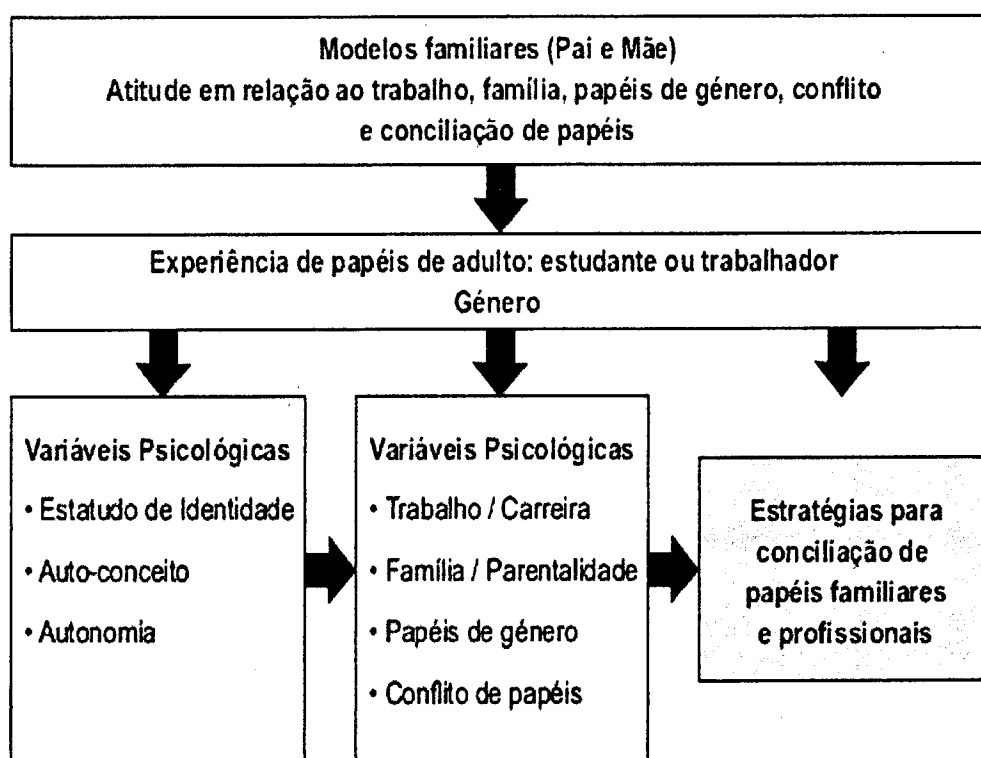 Modelos familiares (Pai e Mãe)
Atitude em relação ao trabalho, família, papéis de género, conflito
e conciliação de papéis
Experiência de papéis de adulto: estudante ou trabalhador
Género
Variáveis Psicológicas
• Estatudo de Identidade
• Auto-conceito
• Autonomia
Variáveis Psicológicas
• Trabalho / Carreira
• Família / Parentalidade
• Papéis de género
• Conflito de papéis
Estratégias para
conciliação de
papéis familiares
e profissionais